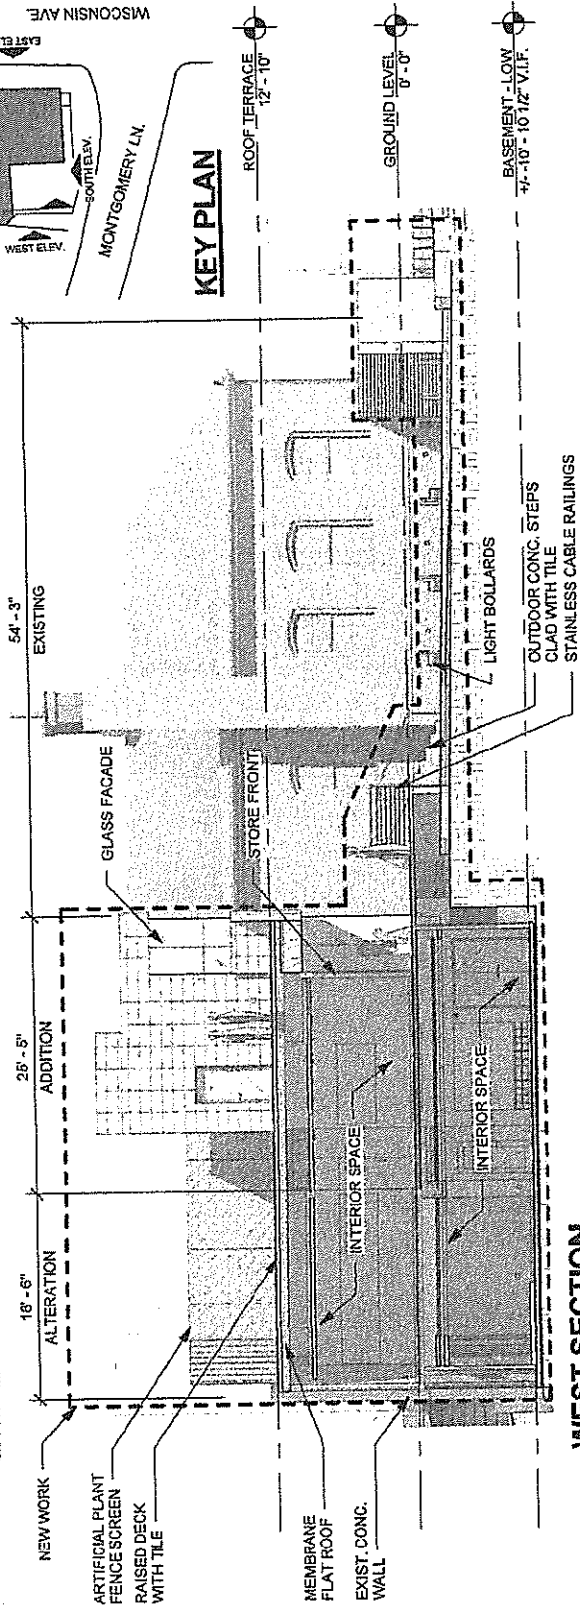 NEW WORK
ARTIFICIAL PLANT
FENCE SCREEN
RAISED DECK
WITH TILE
MEMBRANE
FLAT ROOF
EXIST. CONC.
WALL
ALTERATION
25' - 5"
ADDITION
54' - 3"
EXISTING
GLASS FACADE
STORE FRONT
INTERIOR SPACE
INTERIOR SPACE
LIGHT BOLLARDS
OUTDOOR CONC. STEPS
CLAD WITH TILE
STAINLESS CABLE RAILINGS
WEST SECTION
WEST ELEV.
SOUTH ELEV.
EAST EL
MONTGOMERY LN.
WISCONSIN AVE.
KEY PLAN
ROOF TERRACE
12' - 10"
GROUND LEVEL
0' - 0"
BASEMENT - LOW
+/- -10' - 10 1/2" V.I.F.